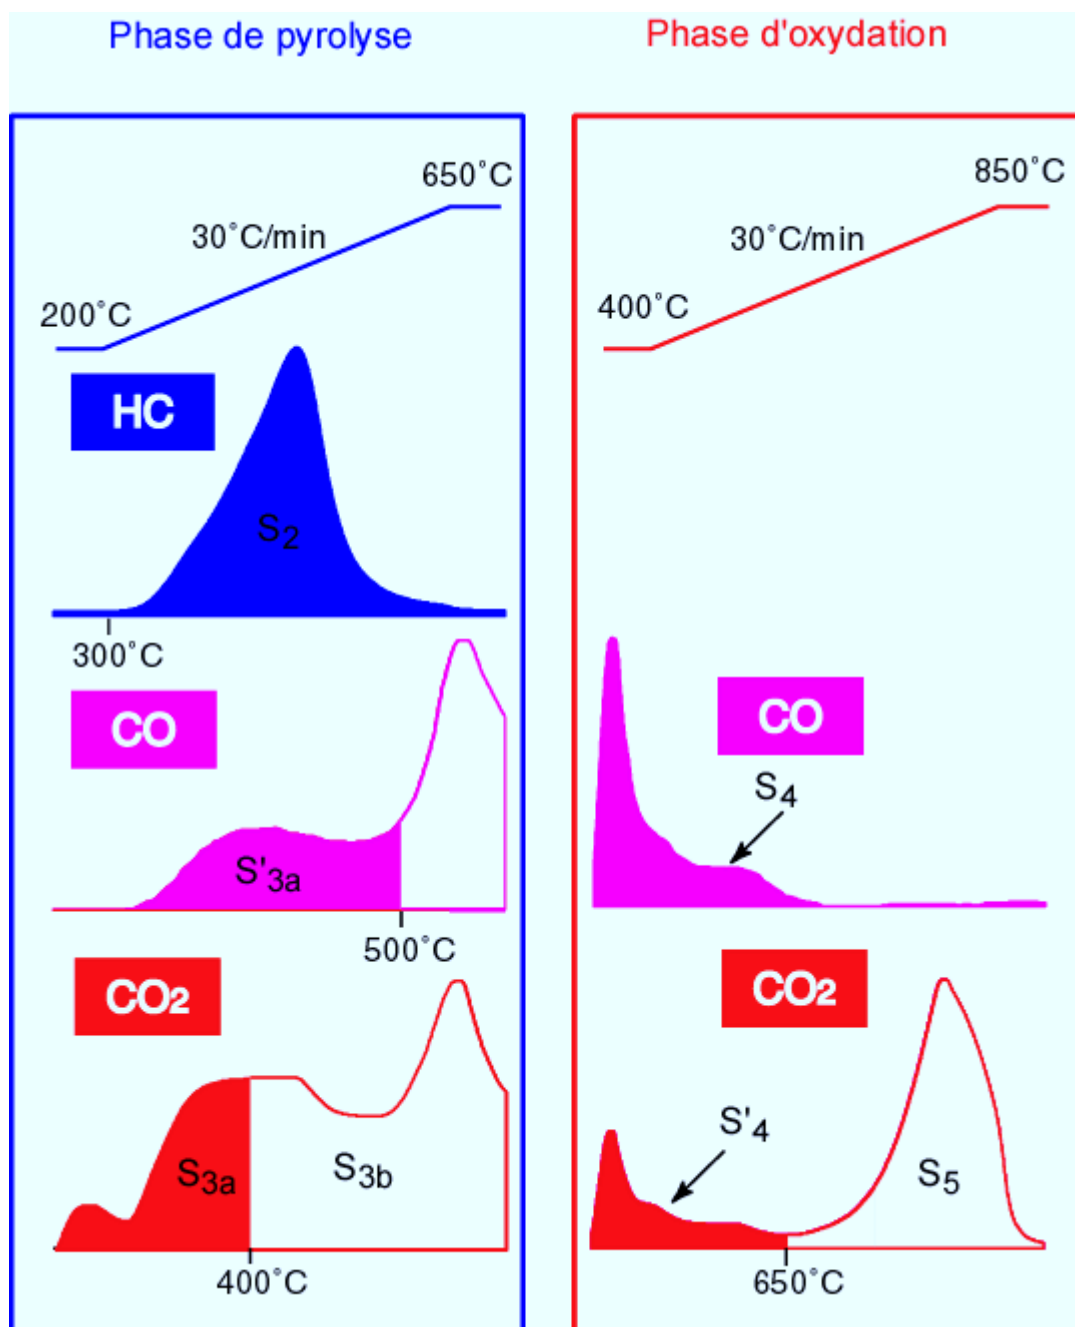 Phase de pyrolyse
650°C
30°C/min
200°C
HC
S2
300°C
CO
S'3a
500°C
CO2
S3a
S3b
400°C
Phase d'oxydation
850°C
30°C/min
400°C
CO
S4
CO2
S'4
S5
650°C